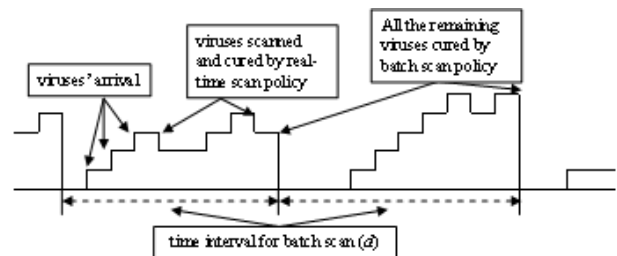 viruses scanned
and cured by real-
time scan policy
All the remaining
viruses cured by
batch scan policy
viruses' arrival
time interval for batch scan (d)